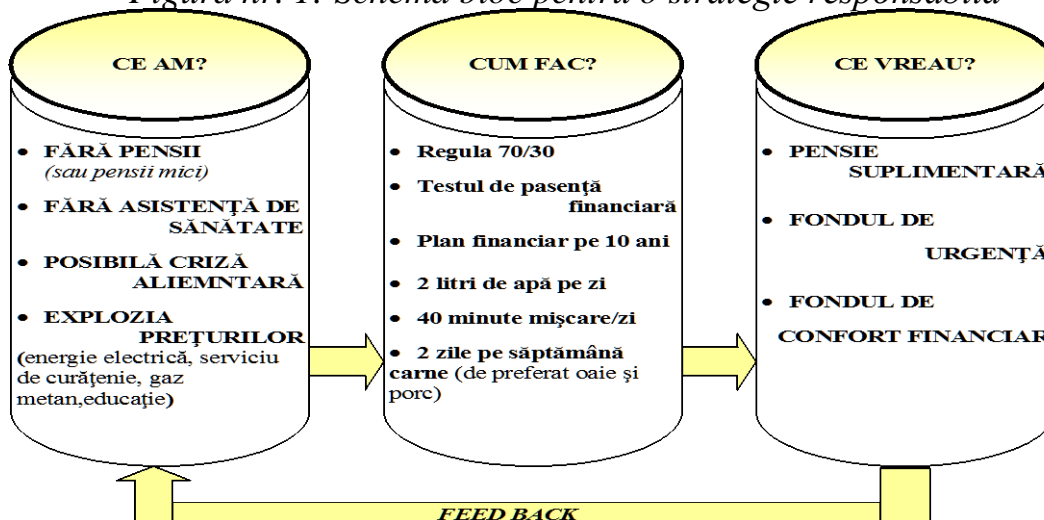 Figura nr. 1. Schema bloc pentru o strategie responsabilă
CE AM?
• FĂRĂ PENSII
(sau pensii mici)
• FĂRĂ ASISTENŢĂ DE
SĂNĂTATE
• POSIBILĂ CRIZĂ
ALIEMNTARĂ
• EXPLOZIA
PREŢURILOR
(energie electrică, serviciu
de curăţenie, gaz
metan,educaţie)
CUM FAC?
• Regula 70/30
• Testul de pasenţă
financiară
• Plan financiar pe 10 ani
• 2 litri de apă pe zi
• 40 minute mişcare/zi
• 2 zile pe săptămână
carne (de preferat oaie şi
porc)
CE VREAU?
• PENSIE
SUPLIMENTARĂ
• FONDUL DE
URGENŢĂ
• FONDUL DE
CONFORT FINANCIAR
FEED BACK